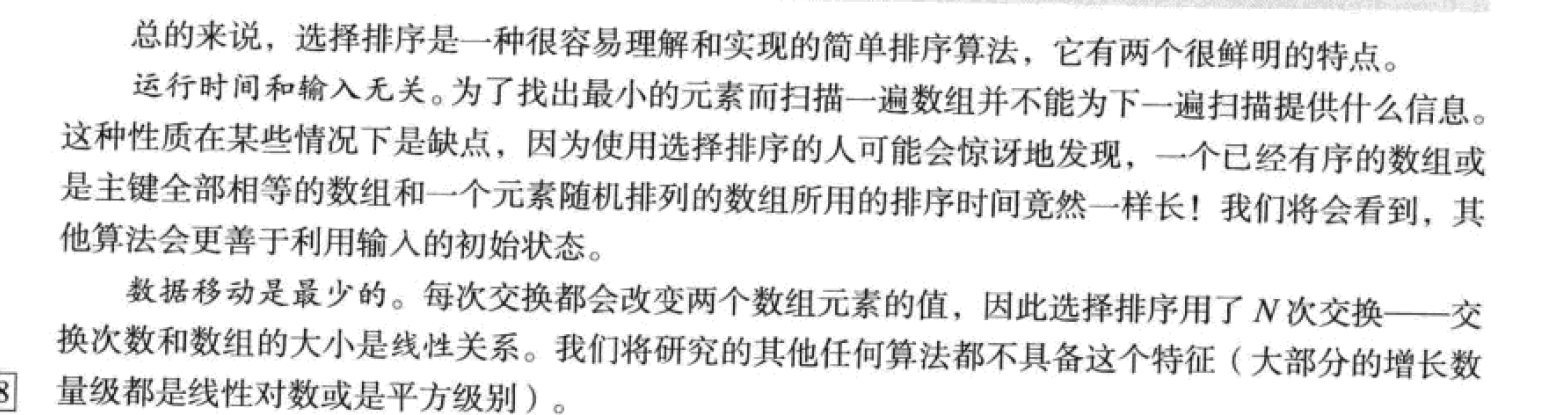 总的来说，选择排序是一种很容易理解和实现的简单排序算法，它有两个很鲜明的特点。
运行时间和输入无关。为了找出最小的元素而扫描一遍数组并不能为下一遍扫描提供什么信息。
这种性质在某些情况下是缺点，因为使用选择排序的人可能会惊讶地发现，一个已经有序的数组或
是主键全部相等的数组和一个元素随机排列的数组所用的排序时间竟然一样长！我们将会看到，其
他算法会更善于利用输入的初始状态。
数据移动是最少的。每次交换都会改变两个数组元素的值，因此选择排序用了 N 次交换——交
换次数和数组的大小是线性关系。我们将研究的其他任何算法都不具备这个特征（大部分的增长数
量级都是线性对数或是平方级别）。